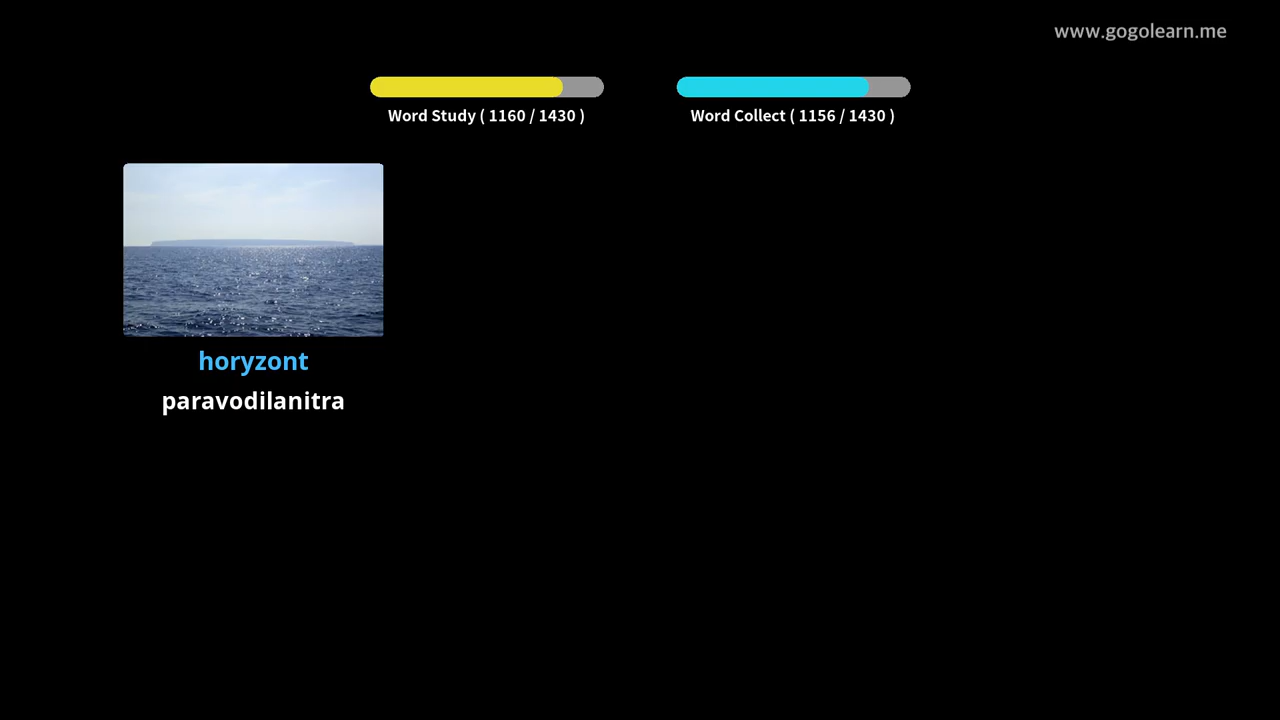 www.gogolearn.me
Word Study ( 1160 / 1430 )
Word Collect ( 1156 / 1430 )
horyzont
paravodilanitra